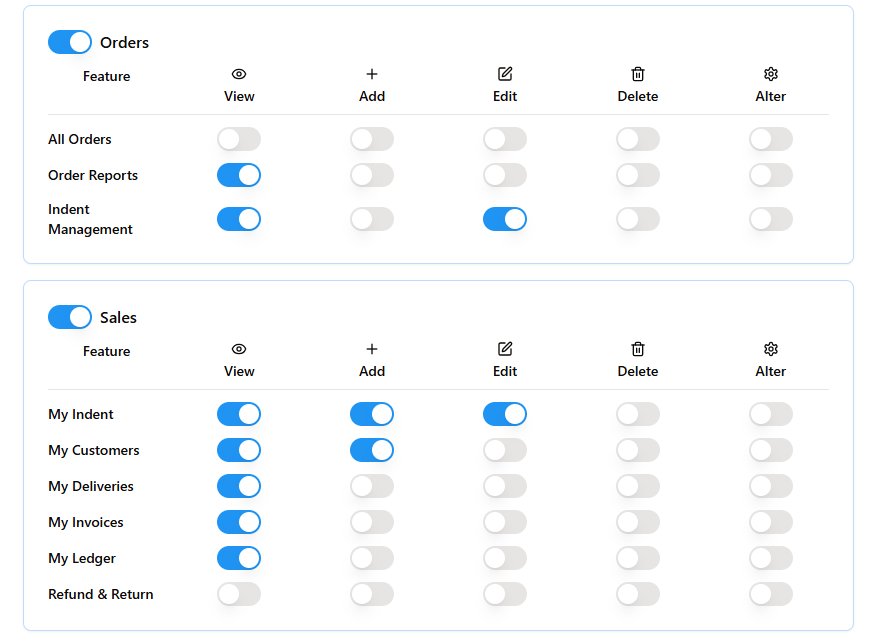 Orders
Feature View Add Edit Delete Alter
All Orders
Order Reports
Indent
Management
Sales
Feature View Add Edit Delete Alter
My Indent
My Customers
My Deliveries
My Invoices
My Ledger
Refund & Return